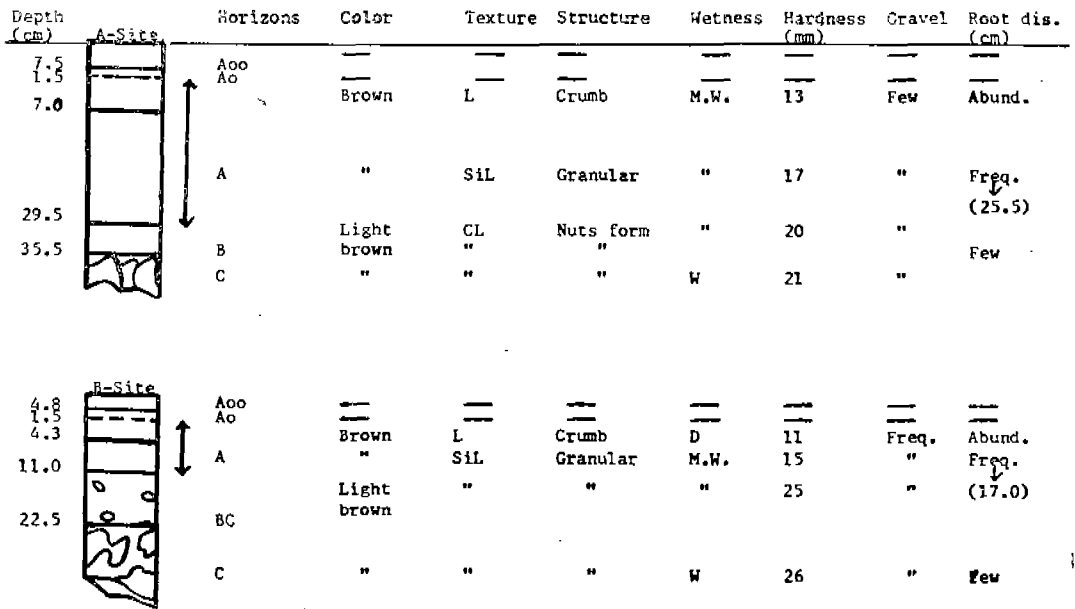 Depth Horizons Color Texture Structure Wetness Hardness Gravel Root dis.
(cm) A-Site (mm) (cm)
7.5 Aoo — — — — — — —
1.5 Ao — — — — — — —
7.0 Brown L Crumb M.W. 13 Few Abund.
A " SiL Granular " 17 " Freq.
29.5 (25.5)
Light CL Nuts form " 20 "
35.5 B brown " " Few
C " " " W 21 "
B-Site
4.8 Aoo — — — — — — —
1.5 Ao — — — — — — —
4.3 Brown L Crumb D 11 Freq. Abund.
11.0 A " SiL Granular M.W. 15 " Freq.
Light " " " 25 " (17.0)
brown
22.5 BC
C " " " W 26 " Few